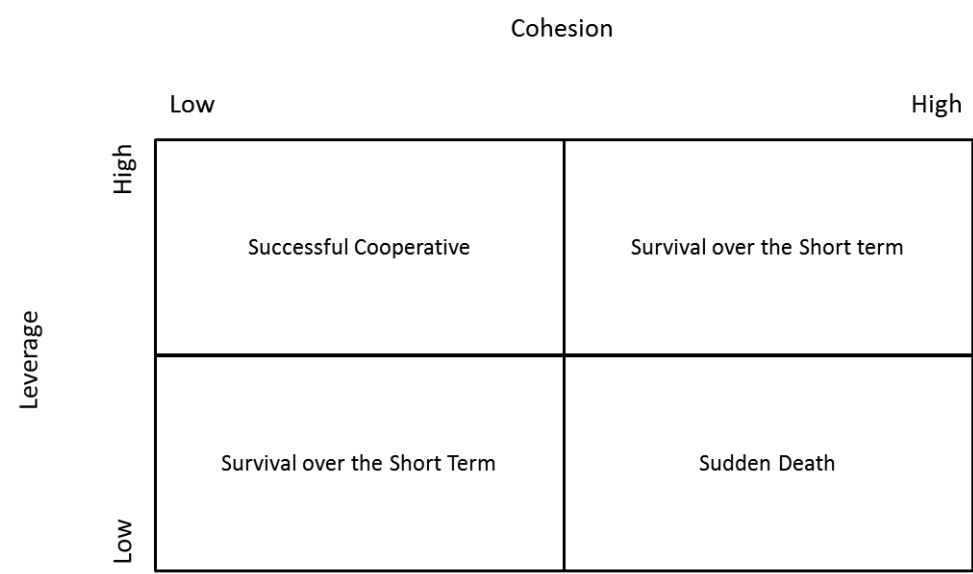 Cohesion
Low
High
High
Successful Cooperative
Survival over the Short term
Leverage
Survival over the Short Term
Sudden Death
Low